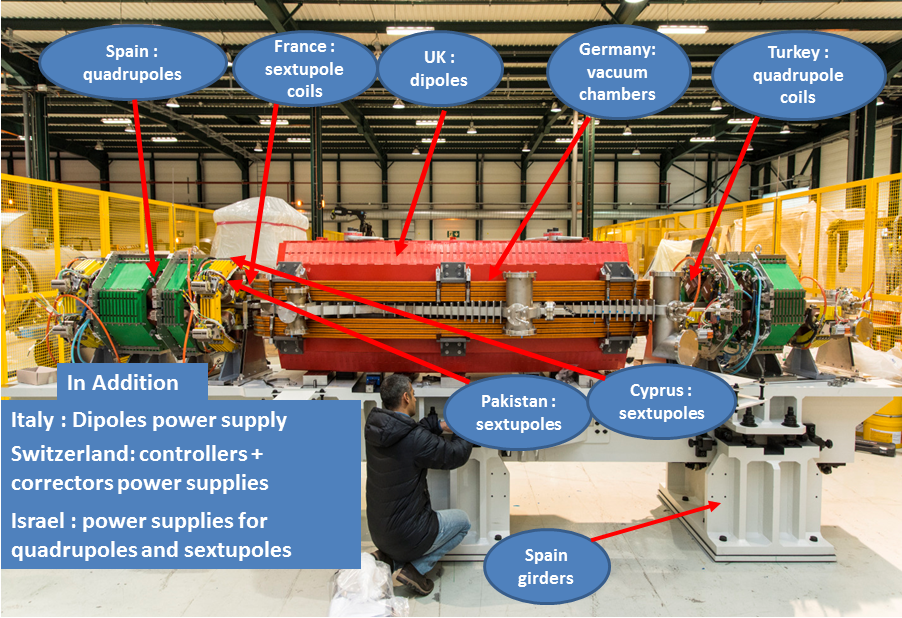 Spain :
quadrupoles
France :
sextupole
coils
UK :
dipoles
Germany:
vacuum
chambers
Turkey :
quadrupole
coils
In Addition
Italy : Dipoles power supply
Switzerland: controllers +
correctors power supplies
Israel : power supplies for
quadrupoles and sextupoles
Pakistan :
sextupoles
Cyprus :
sextupoles
Spain
girders